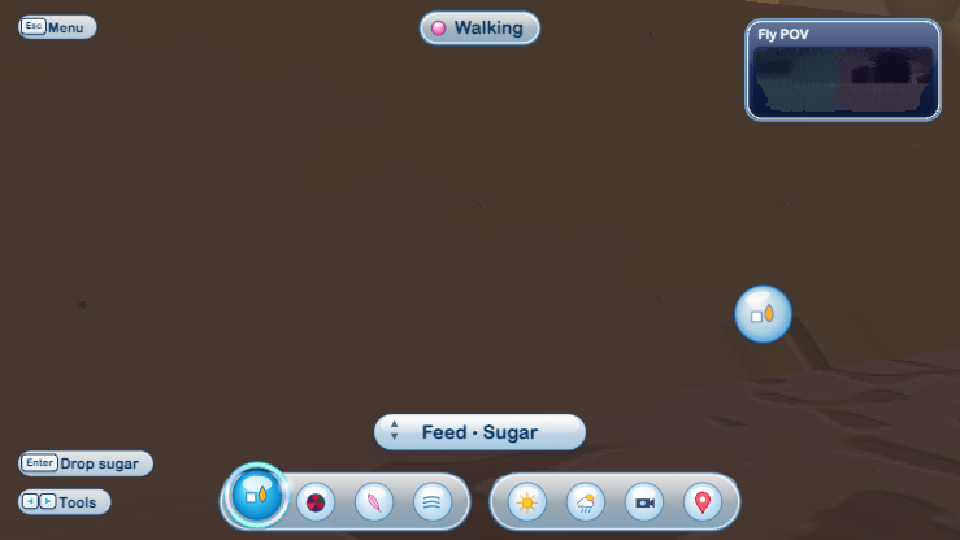 Esc Menu
Walking
Fly POV
Feed • Sugar
Enter Drop sugar
Tools